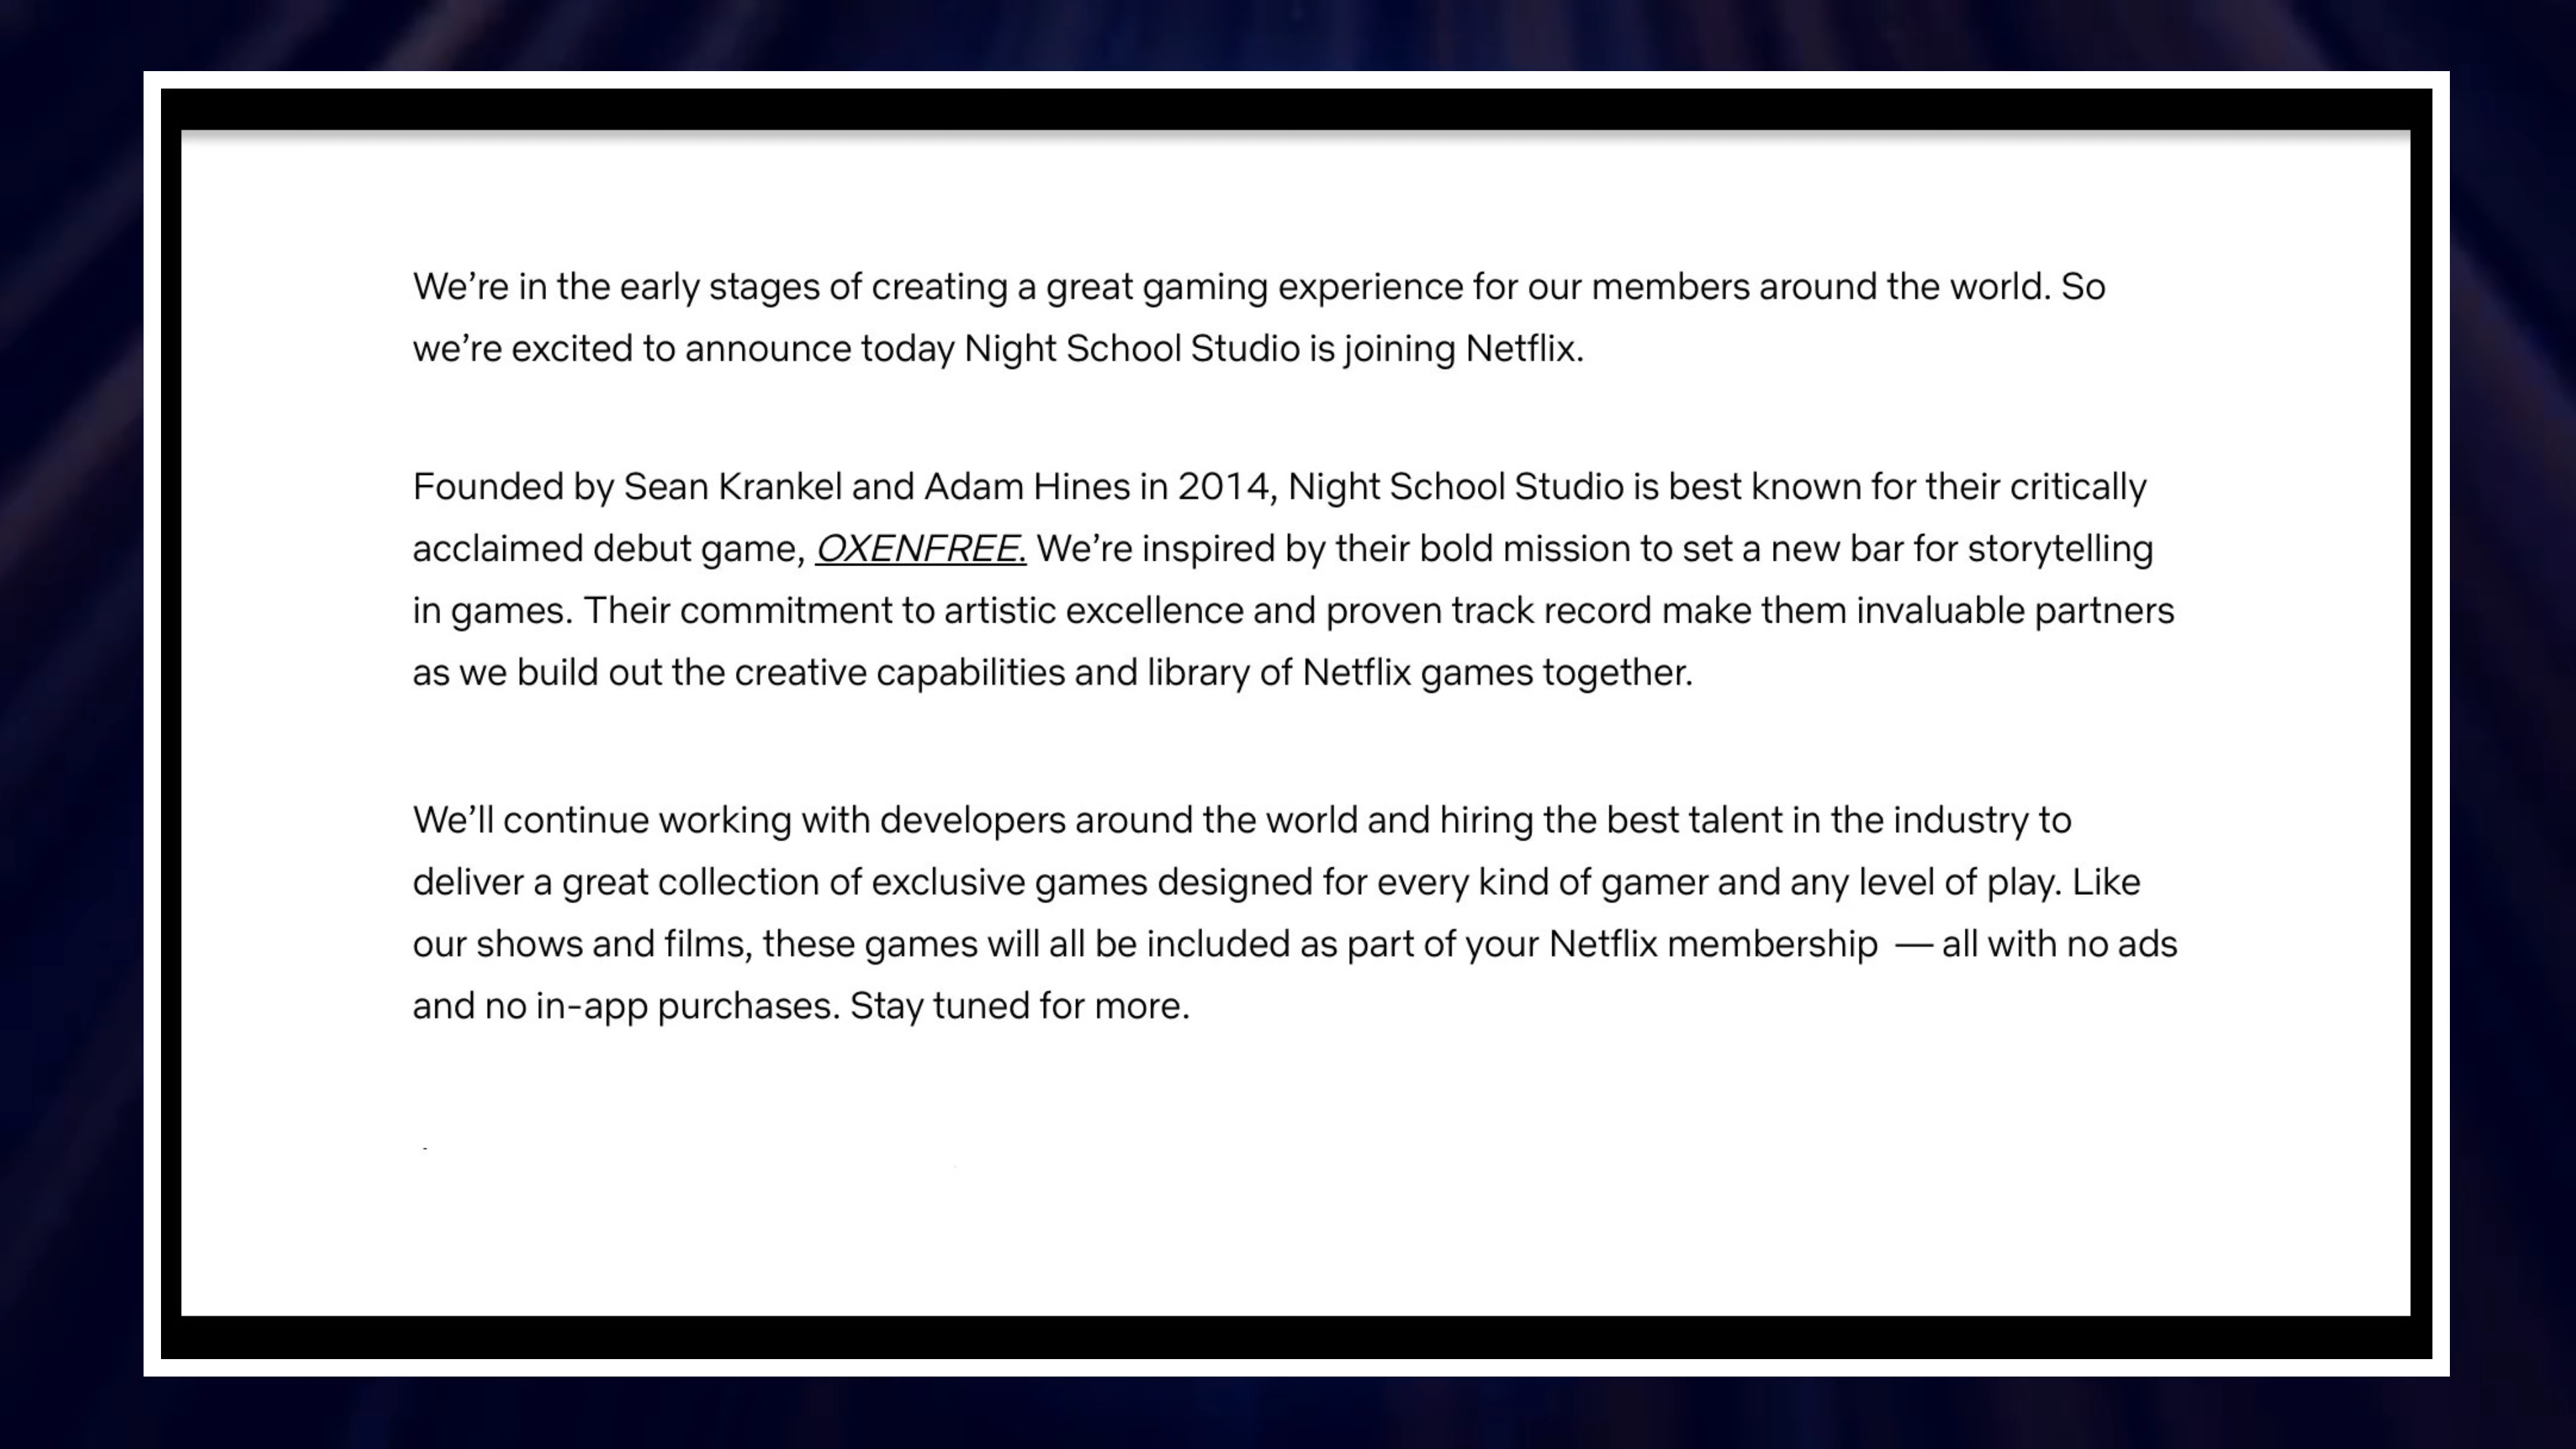 We’re in the early stages of creating a great gaming experience for our members around the world. So
we’re excited to announce today Night School Studio is joining Netflix.
Founded by Sean Krankel and Adam Hines in 2014, Night School Studio is best known for their critically
acclaimed debut game, OXENFREE. We’re inspired by their bold mission to set a new bar for storytelling
in games. Their commitment to artistic excellence and proven track record make them invaluable partners
as we build out the creative capabilities and library of Netflix games together.
We’ll continue working with developers around the world and hiring the best talent in the industry to
deliver a great collection of exclusive games designed for every kind of gamer and any level of play. Like
our shows and films, these games will all be included as part of your Netflix membership — all with no ads
and no in-app purchases. Stay tuned for more.